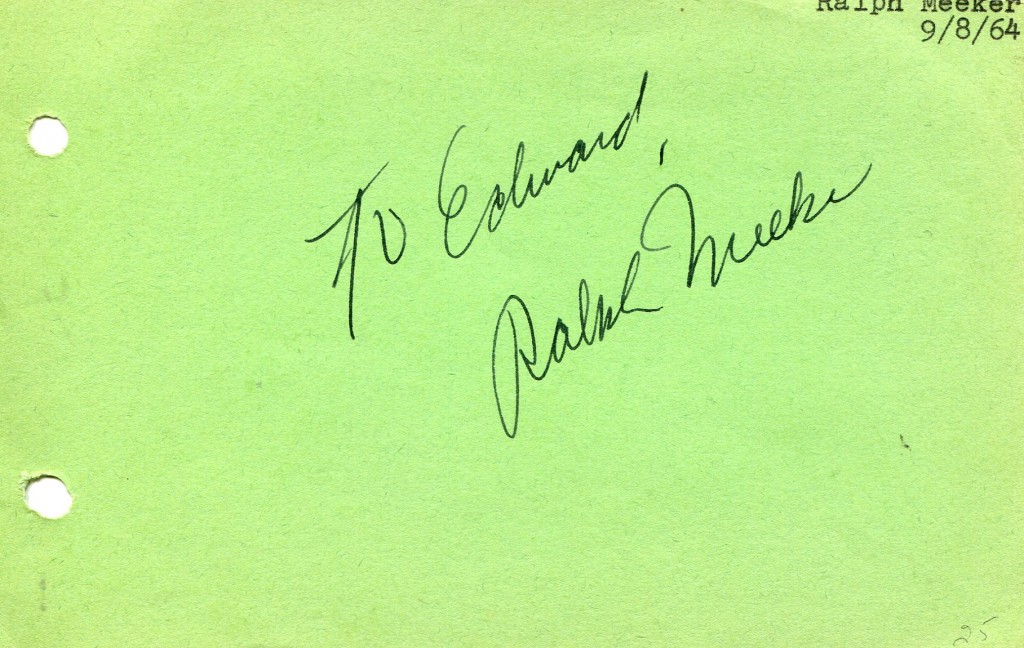 Ralph Meeker
9/8/64
To Edward,
Ralph Meeker
25